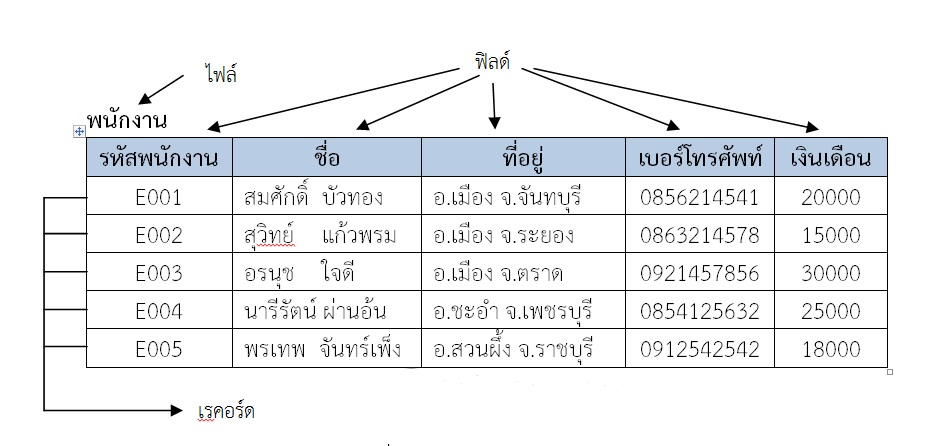 ฟิลด์
ไฟล์
พนักงาน
รหัสพนักงาน ชื่อ ที่อยู่ เบอร์โทรศัพท์ เงินเดือน
E001 สมศักดิ์ บัวทอง อ.เมือง จ.จันทบุรี 0856214541 20000
E002 สุวิทย์ แก้วพรม อ.เมือง จ.ระยอง 0863214578 15000
E003 อรนุช ใจดี อ.เมือง จ.ตราด 0921457856 30000
E004 นารีรัตน์ ผ่านอ้น อ.ชะอำ จ.เพชรบุรี 0854125632 25000
E005 พรเทพ จันทร์เพ็ง อ.สวนผึ้ง จ.ราชบุรี 0912542542 18000
เรคอร์ด